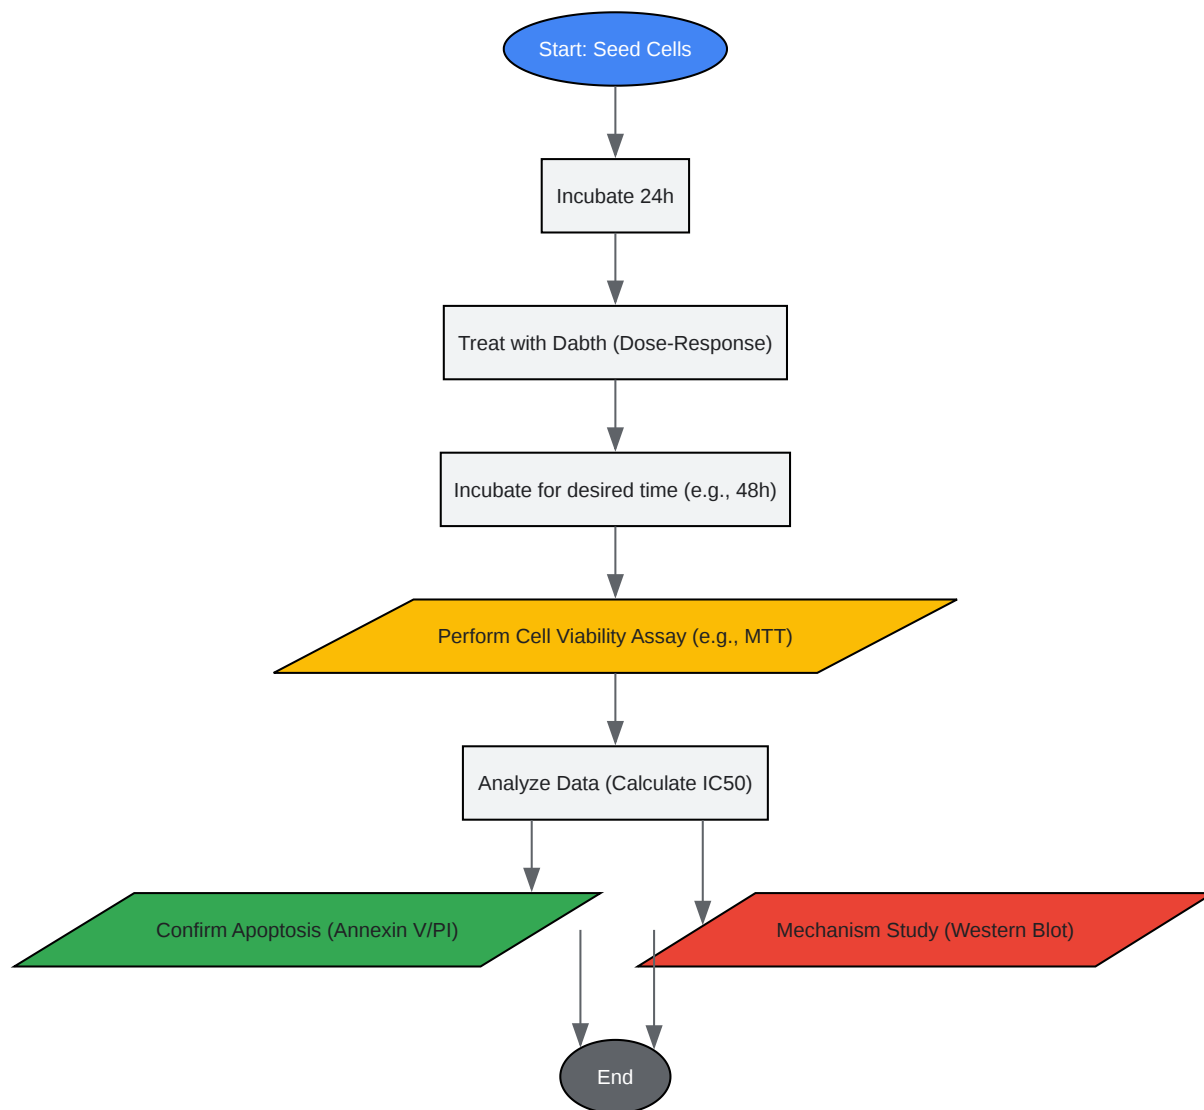 Start: Seed Cells
Incubate 24h
Treat with Dabth (Dose-Response)
Incubate for desired time (e.g., 48h)
Perform Cell Viability Assay (e.g., MTT)
Analyze Data (Calculate IC50)
Confirm Apoptosis (Annexin V/PI)
Mechanism Study (Western Blot)
End